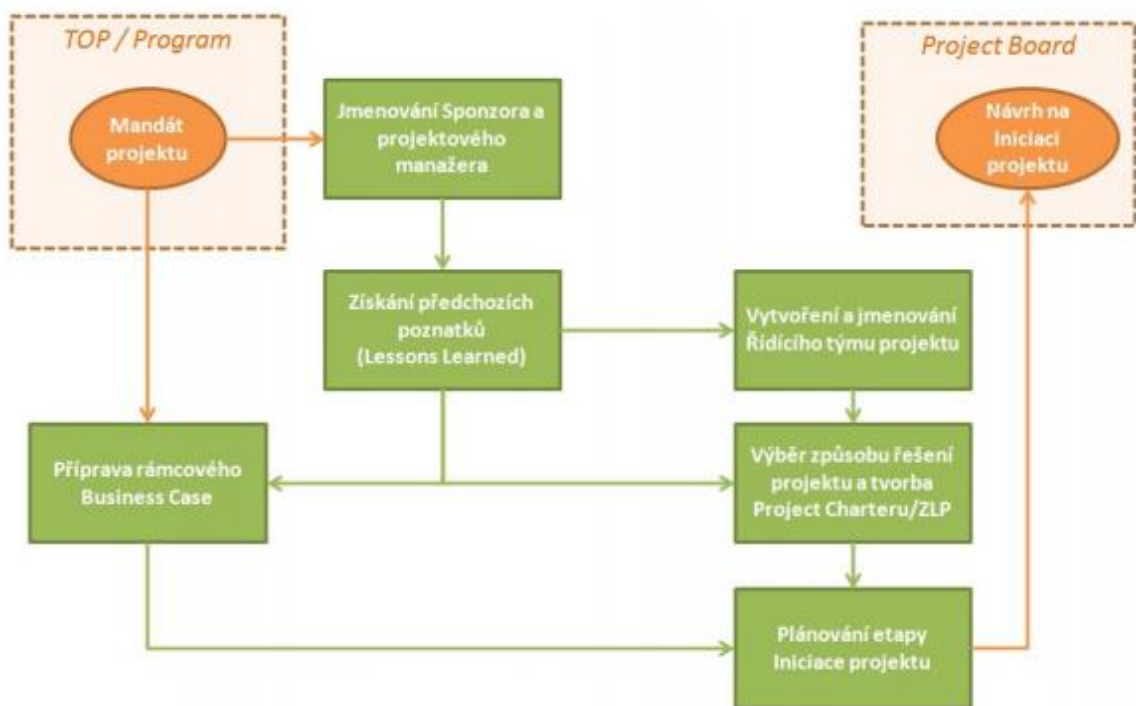 TOP / Program
Project Board
Mandát
projektu
Jmenování Sponzora a
projektového
manažera
Návrh na
Iniciaci
projektu
Získání předchozích
poznatků
(Lessons Learned)
Vytvoření a jmenování
Řídícího týmu projektu
Příprava rámcového
Business Case
Výběr způsobu řešení
projektu a tvorba
Project Charteru/ZLP
Plánování etapy
Iniciace projektu